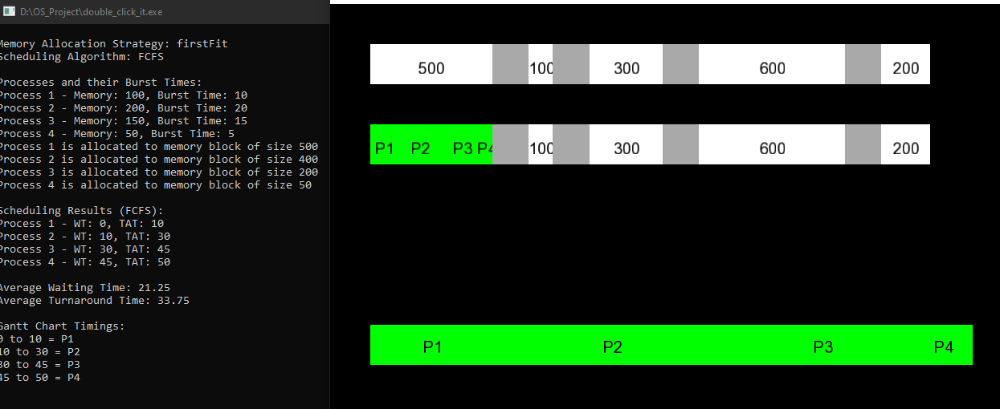 D:\OS_Project\double_click_it.exe
Memory Allocation Strategy: firstFit
Scheduling Algorithm: FCFS
Processes and their Burst Times:
Process 1 - Memory: 100, Burst Time: 10
Process 2 - Memory: 200, Burst Time: 20
Process 3 - Memory: 150, Burst Time: 15
Process 4 - Memory: 50, Burst Time: 5
Process 1 is allocated to memory block of size 500
Process 2 is allocated to memory block of size 400
Process 3 is allocated to memory block of size 200
Process 4 is allocated to memory block of size 50
Scheduling Results (FCFS):
Process 1 - WT: 0, TAT: 10
Process 2 - WT: 10, TAT: 30
Process 3 - WT: 30, TAT: 45
Process 4 - WT: 45, TAT: 50
Average Waiting Time: 21.25
Average Turnaround Time: 33.75
Gantt Chart Timings:
0 to 10 = P1
10 to 30 = P2
30 to 45 = P3
45 to 50 = P4
500 100 300 600 200
P1 P2 P3 P4 100 300 600 200
P1 P2 P3 P4